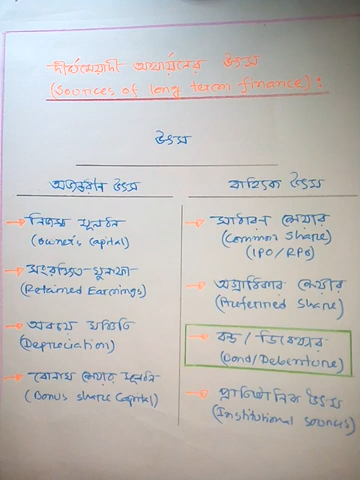 দীর্ঘমেয়াদী অর্থায়নের উৎস
(Sources of long term finance) :
উৎস
অভ্যন্তরীণ উৎস
বাহ্যিক উৎস
→ নিজস্ব মূলধন
(owner's capital)
→ সংরক্ষিত মুনাফা
(Retained Earnings)
→ অবচয় সঞ্চিতি
(Depreciation)
→ বোনাস শেয়ার মূলধন
(Bonus share Capital)
→ সাধারন শেয়ার
(Common Share)
(IPO/RPO)
→ অগ্রাধিকার শেয়ার
(Preferred Share)
→ বন্ড / ডিবেঞ্চার
(Bond/Debenture)
→ প্রাতিষ্ঠানিক উৎস
(Institutional sources)